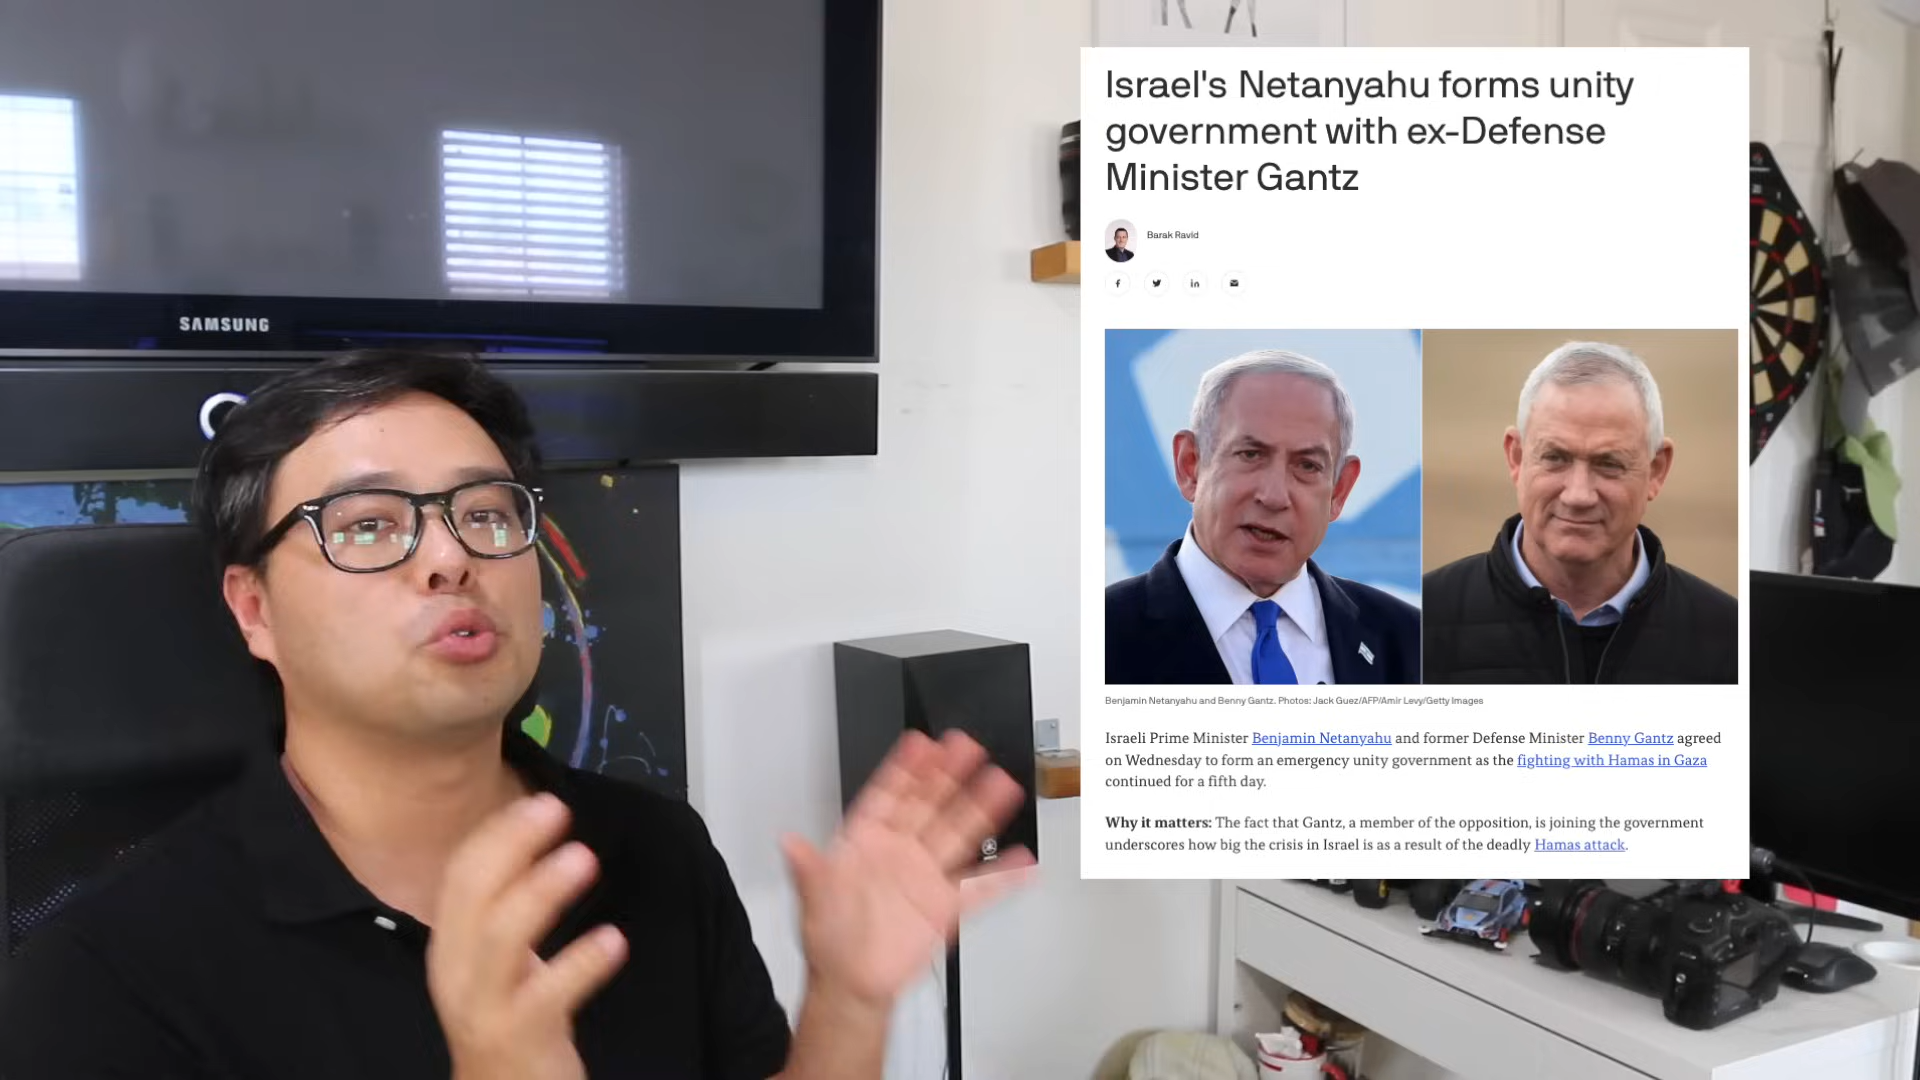 SAMSUNG
Israel's Netanyahu forms unity
government with ex-Defense
Minister Gantz
Barak Ravid
Benjamin Netanyahu and Benny Gantz. Photos: Jack Guez/AFP/Amir Levy/Getty Images
Israeli Prime Minister Benjamin Netanyahu and former Defense Minister Benny Gantz agreed
on Wednesday to form an emergency unity government as the fighting with Hamas in Gaza
continued for a fifth day.
Why it matters: The fact that Gantz, a member of the opposition, is joining the government
underscores how big the crisis in Israel is as a result of the deadly Hamas attack.